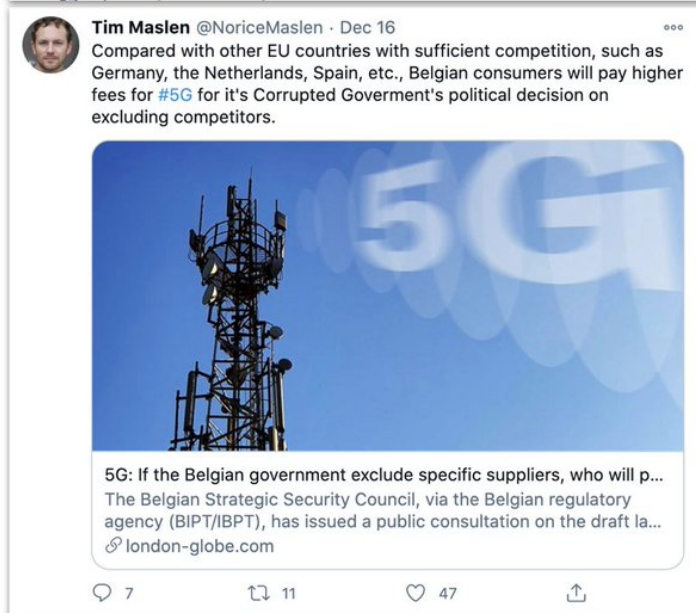 Tim Maslen @NoriceMaslen · Dec 16
Compared with other EU countries with sufficient competition, such as
Germany, the Netherlands, Spain, etc., Belgian consumers will pay higher
fees for #5G for it's Corrupted Goverment's political decision on
excluding competitors.
5G
5G: If the Belgian government exclude specific suppliers, who will p...
The Belgian Strategic Security Council, via the Belgian regulatory
agency (BIPT/IBPT), has issued a public consultation on the draft la...
london-globe.com
7 11 47